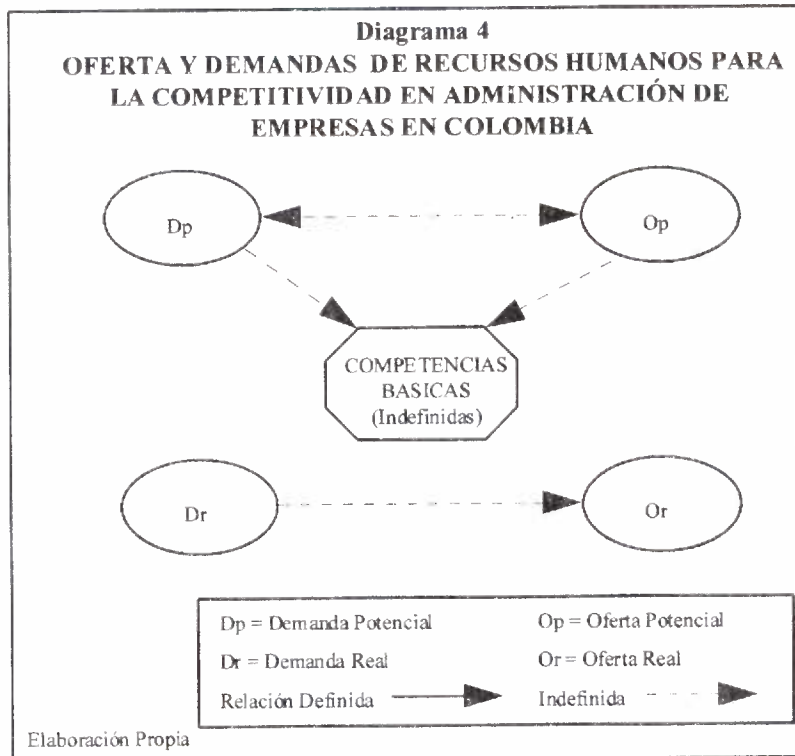 Diagrama 4
OFERTA Y DEMANDAS DE RECURSOS HUMANOS PARA
LA COMPETITIVIDAD EN ADMINISTRACIÓN DE
EMPRESAS EN COLOMBIA
Dp
Op
COMPETENCIAS
BASICAS
(Indefinidas)
Dr
Or
Dp = Demanda Potencial
Op = Oferta Potencial
Dr = Demanda Real
Or = Oferta Real
Relación Definida
Indefinida
Elaboración Propia